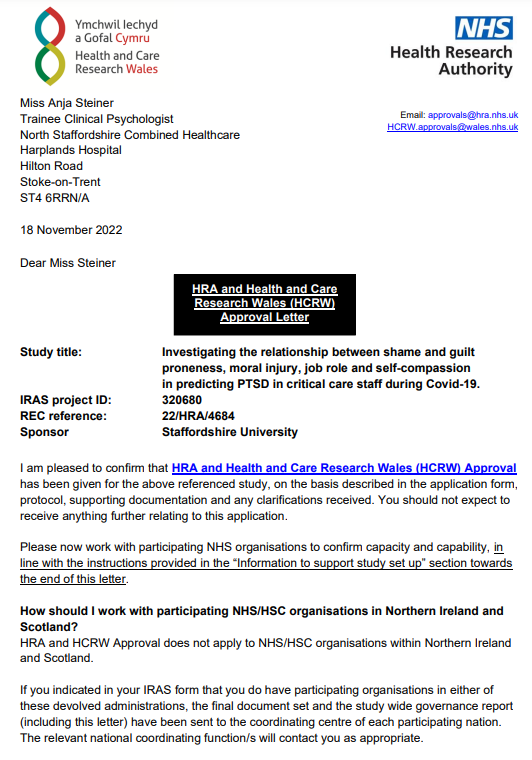 Ymchwil Iechyd
a Gofal Cymru
Health and Care
Research Wales
NHS
Health Research
Authority
Miss Anja Steiner
Trainee Clinical Psychologist
North Staffordshire Combined Healthcare
Harplands Hospital
Hilton Road
Stoke-on-Trent
ST4 6RRN/A
Email: approvals@hra.nhs.uk
HCRW.approvals@wales.nhs.uk
18 November 2022
Dear Miss Steiner
HRA and Health and Care
Research Wales (HCRW)
Approval Letter
Study title: Investigating the relationship between shame and guilt
proneness, moral injury, job role and self-compassion
in predicting PTSD in critical care staff during Covid-19.
IRAS project ID: 320680
REC reference: 22/HRA/4684
Sponsor Staffordshire University
I am pleased to confirm that HRA and Health and Care Research Wales (HCRW) Approval
has been given for the above referenced study, on the basis described in the application form,
protocol, supporting documentation and any clarifications received. You should not expect to
receive anything further relating to this application.
Please now work with participating NHS organisations to confirm capacity and capability, in
line with the instructions provided in the “Information to support study set up” section towards
the end of this letter.
How should I work with participating NHS/HSC organisations in Northern Ireland and
Scotland?
HRA and HCRW Approval does not apply to NHS/HSC organisations within Northern Ireland
and Scotland.
If you indicated in your IRAS form that you do have participating organisations in either of
these devolved administrations, the final document set and the study wide governance report
(including this letter) have been sent to the coordinating centre of each participating nation.
The relevant national coordinating function/s will contact you as appropriate.